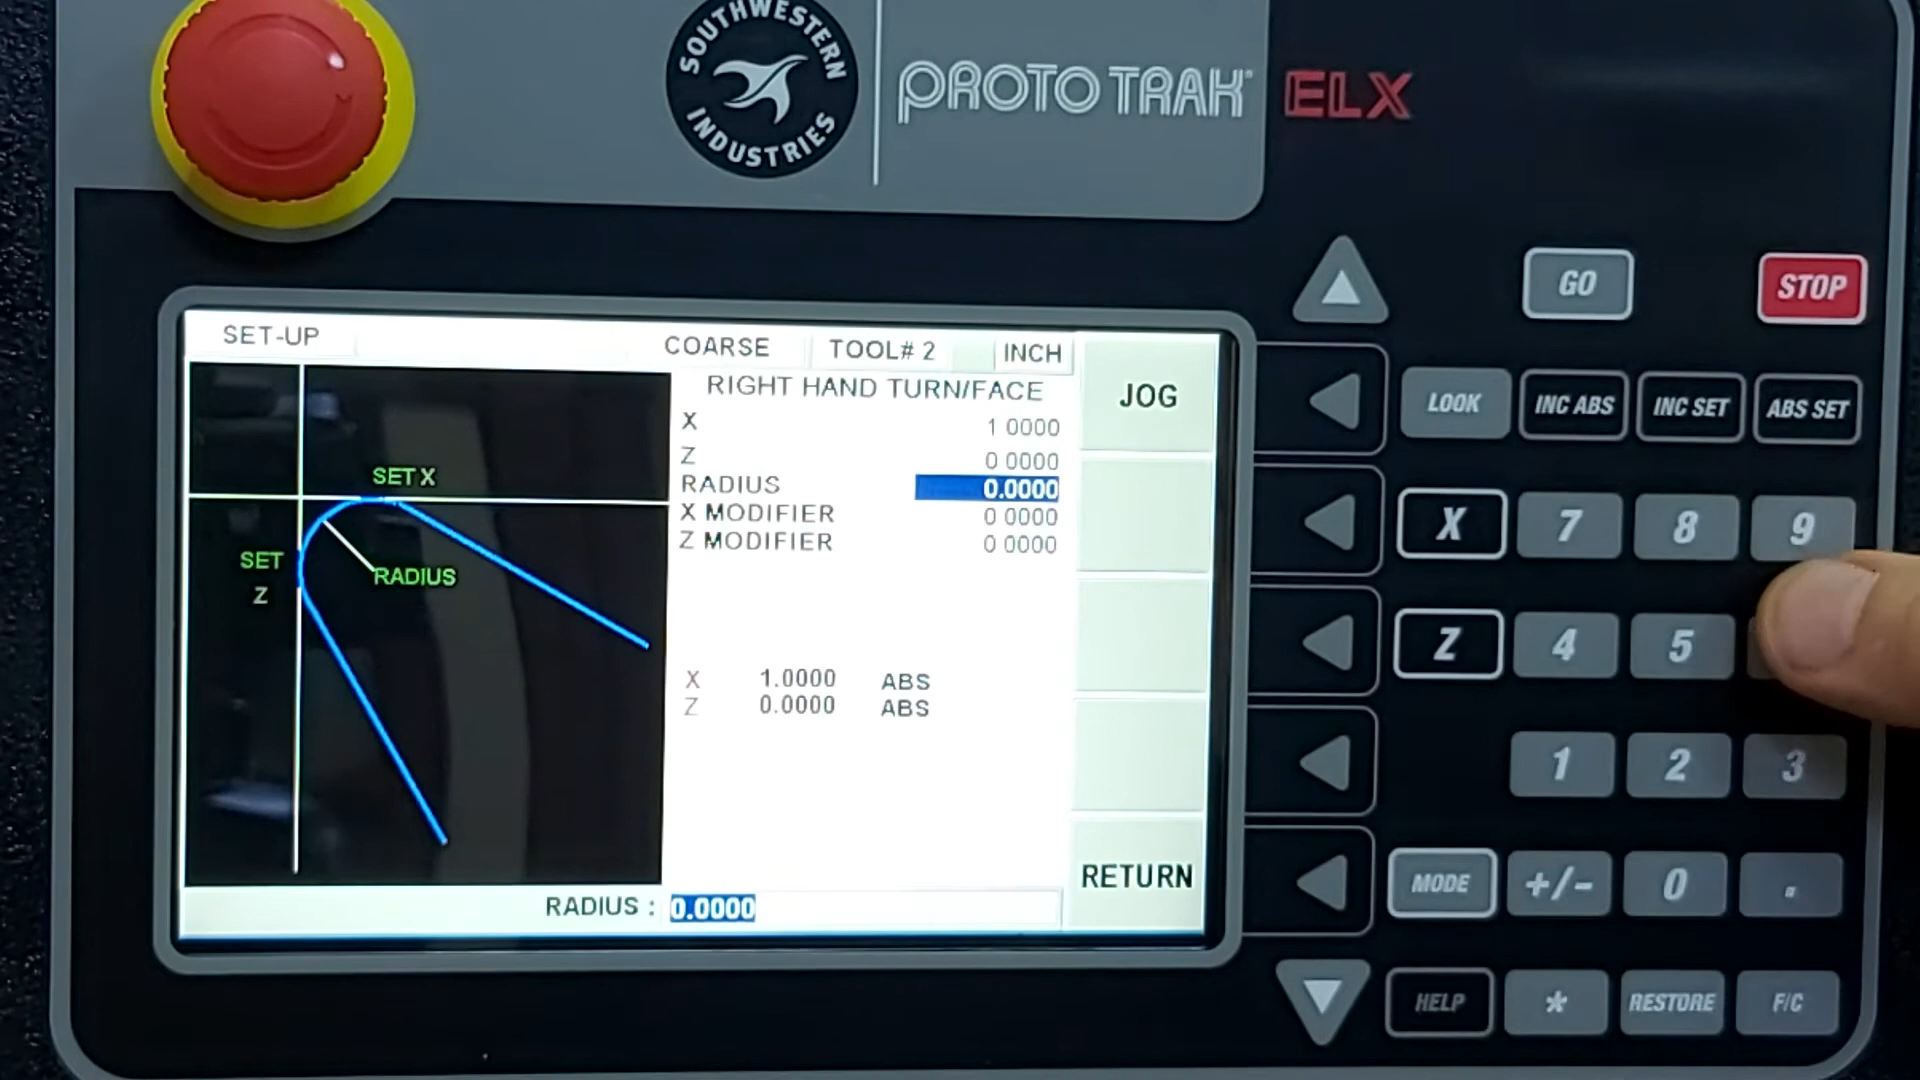 SOUTHWESTERN INDUSTRIES
PROTO TRAK ELX
GO STOP
LOOK INC ABS INC SET ABS SET
X 7 8 9
Z 4 5
1 2 3
MODE +/- 0 .
HELP * RESTORE F/C
SET-UP COARSE TOOL# 2 INCH
RIGHT HAND TURN/FACE
X 1 0000
Z 0 0000
RADIUS 0.0000
X MODIFIER 0 0000
Z MODIFIER 0 0000
SET X
SET
Z
RADIUS
X 1.0000 ABS
Z 0.0000 ABS
RADIUS : 0.0000
JOG
RETURN